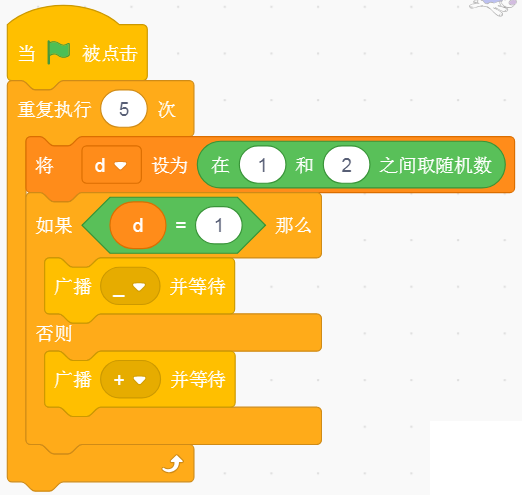 当 被点击
重复执行 5 次
将 d 设为 在 1 和 2 之间取随机数
如果 d = 1 那么
广播 _ 并等待
否则
广播 + 并等待